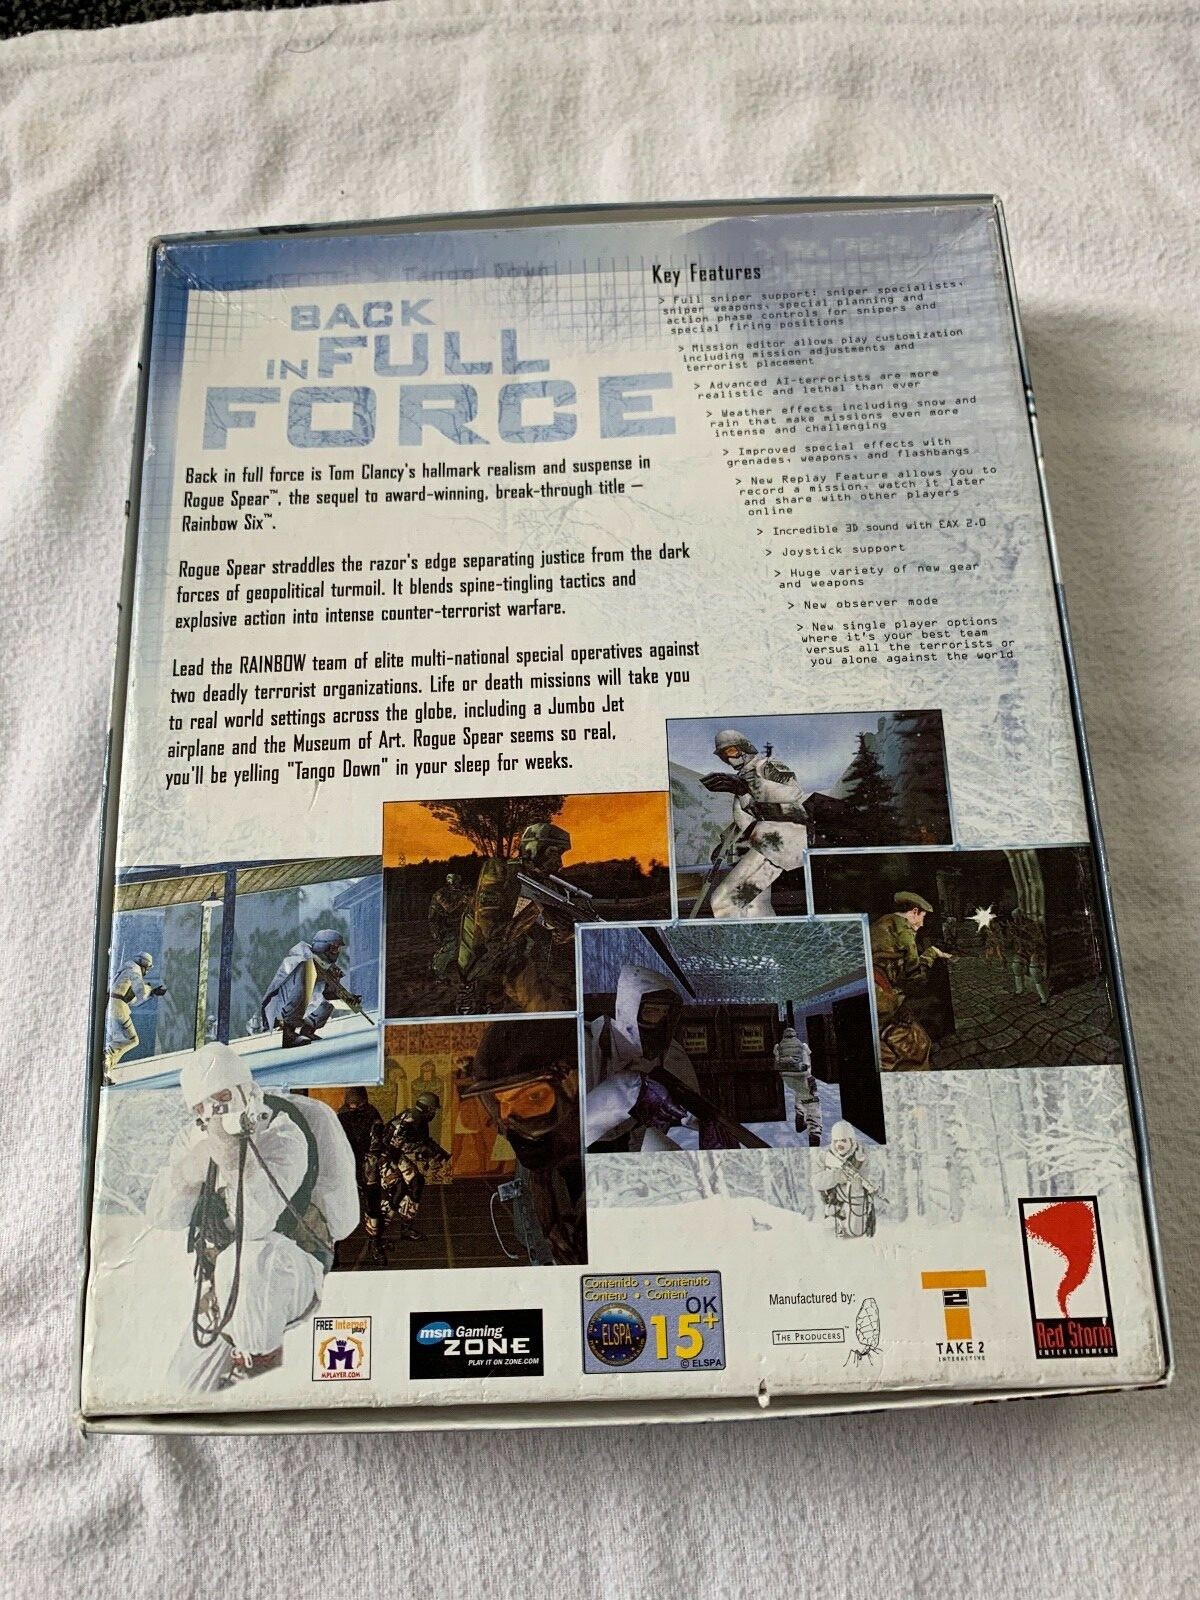 Tango Down
BACK
IN FULL
FORCE
Back in full force is Tom Clancy's hallmark realism and suspense in
Rogue Spear™, the sequel to award-winning, break-through title –
Rainbow Six™.
Rogue Spear straddles the razor's edge separating justice from the dark
forces of geopolitical turmoil. It blends spine-tingling tactics and
explosive action into intense counter-terrorist warfare.
Lead the RAINBOW team of elite multi-national special operatives against
two deadly terrorist organizations. Life or death missions will take you
to real world settings across the globe, including a Jumbo Jet
airplane and the Museum of Art. Rogue Spear seems so real,
you'll be yelling "Tango Down" in your sleep for weeks.
Key Features
> Full sniper support: sniper specialists,
sniper weapons, special planning and
action phase controls for snipers and
special firing positions
> Mission editor allows play customization
including mission adjustments and
terrorist placement
> Advanced AI-terrorists are more
realistic and lethal than ever
> Weather effects including snow and
rain that make missions even more
intense and challenging
> Improved special effects with
grenades, weapons, and flashbangs
> New Replay Feature allows you to
record a mission, watch it later
and share with other players
online
> Incredible 3D sound with EAX 2.0
> Joystick support
> Huge variety of new gear
and weapons
> New observer mode
> New single player options
where it's your best team
versus all the terrorists or
you alone against the world
FREE Internet
play
M
MPLAYER.COM
msn Gaming
ZONE
PLAY IT ON ZONE.COM
Contenido • Contenuto
Contenu • Content
ELSPA
OK
15+
© ELSPA
Manufactured by:
THE PRODUCERS™
T2
TAKE 2
INTERACTIVE
Red Storm
ENTERTAINMENT